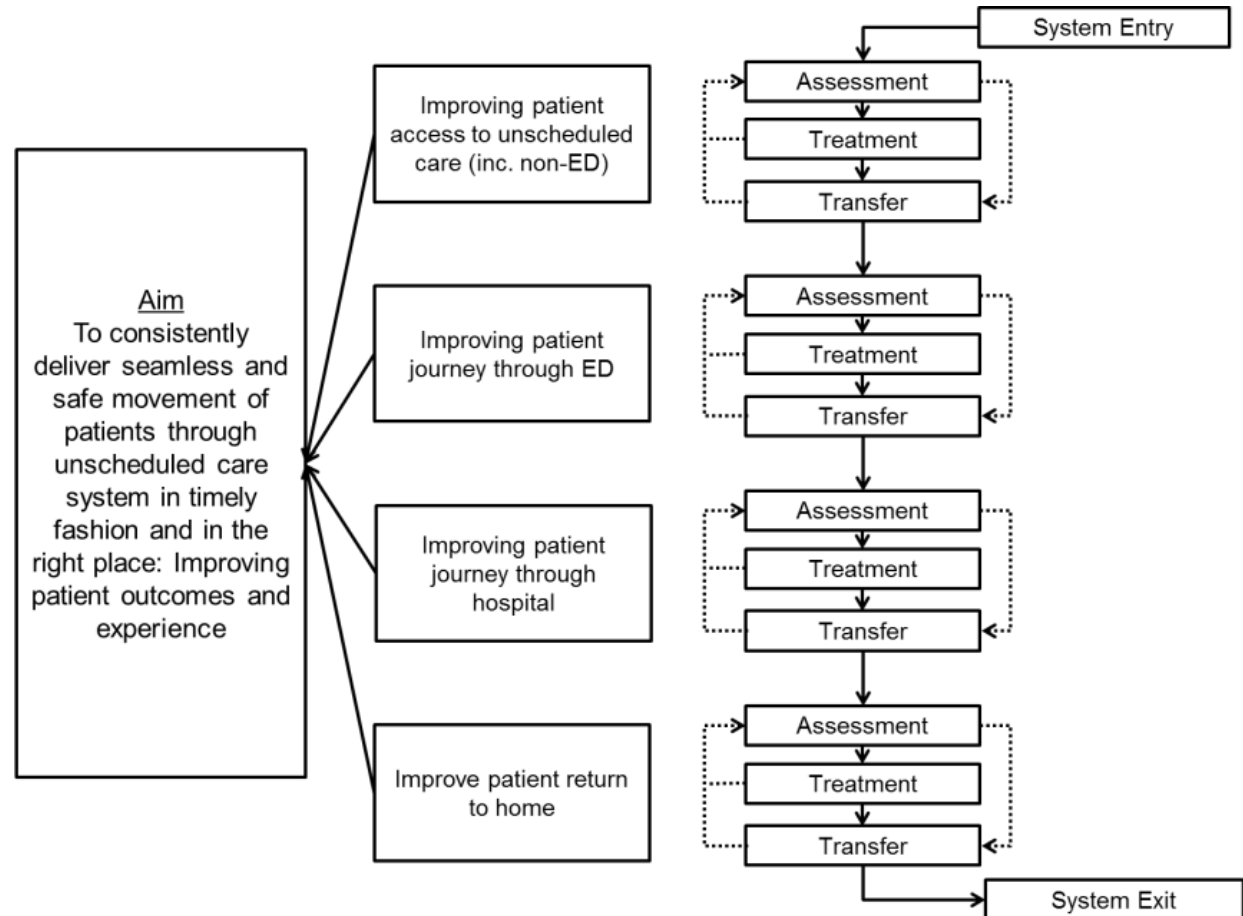 Aim
To consistently
deliver seamless and
safe movement of
patients through
unscheduled care
system in timely
fashion and in the
right place: Improving
patient outcomes and
experience
Improving patient
access to unscheduled
care (inc. non-ED)
Improving patient
journey through ED
Improving patient
journey through
hospital
Improve patient return
to home
System Entry
Assessment
Treatment
Transfer
Assessment
Treatment
Transfer
Assessment
Treatment
Transfer
Assessment
Treatment
Transfer
System Exit